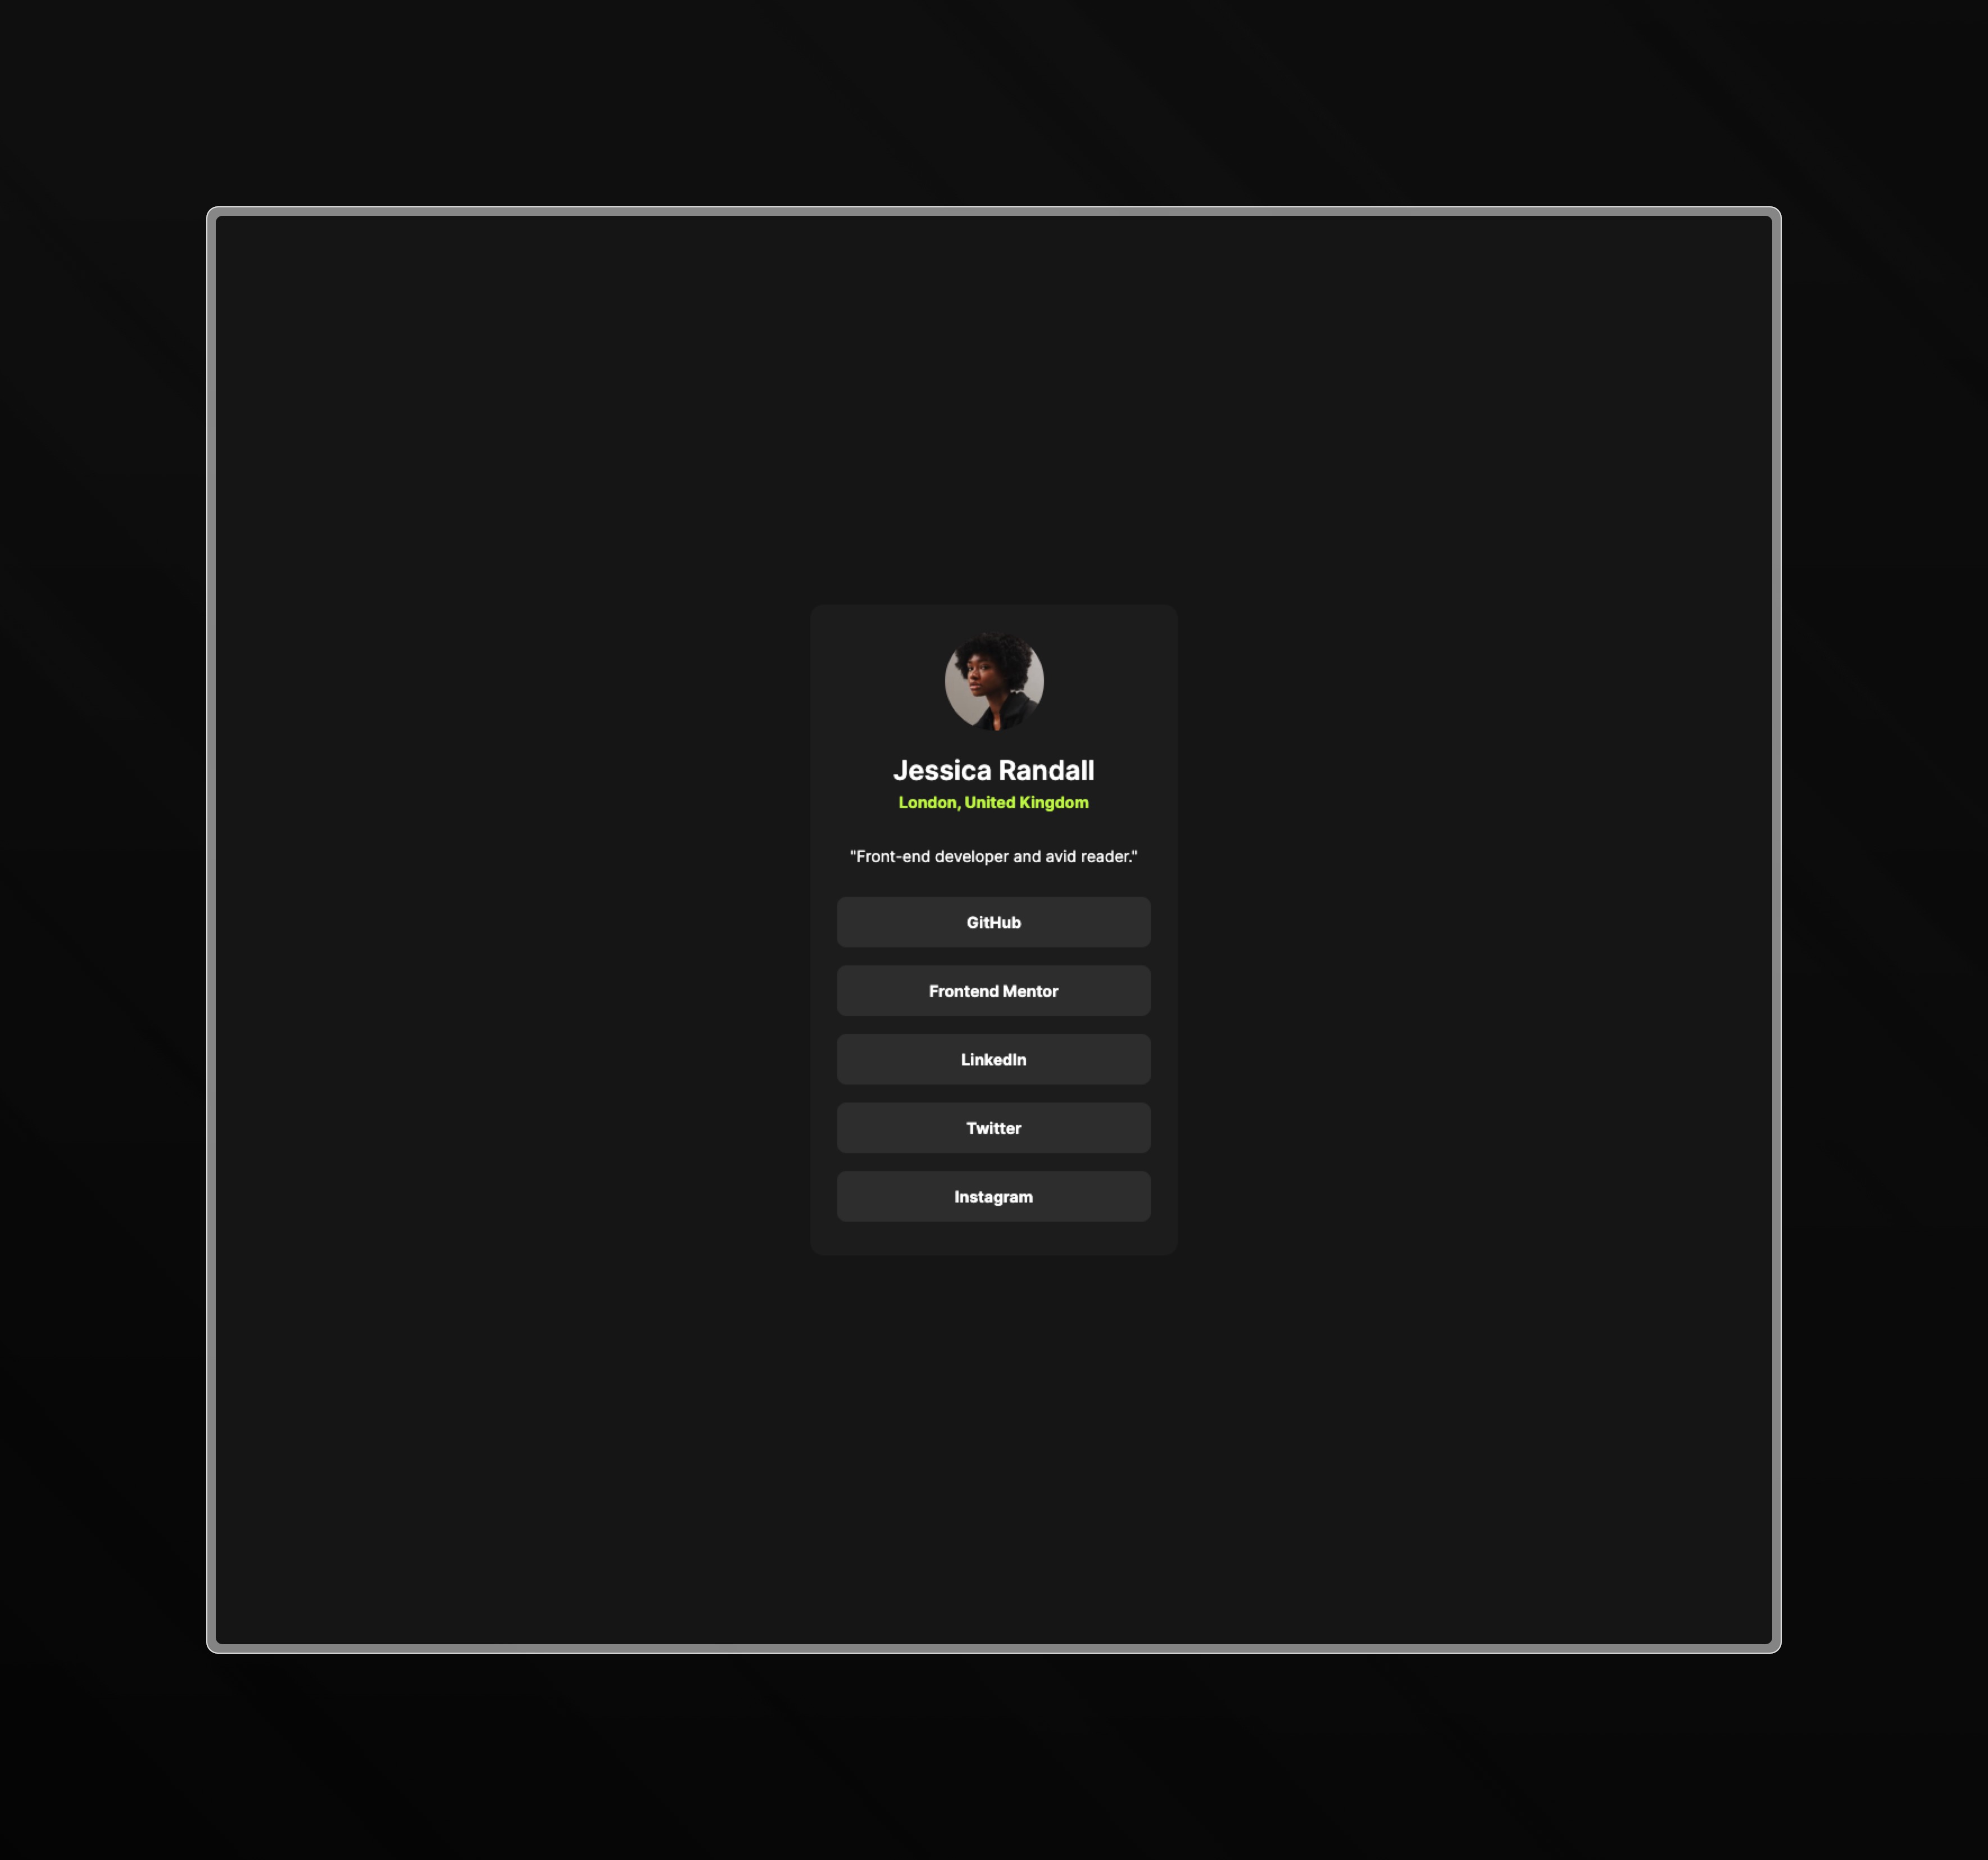 Jessica Randall
London, United Kingdom
"Front-end developer and avid reader."
GitHub
Frontend Mentor
LinkedIn
Twitter
Instagram